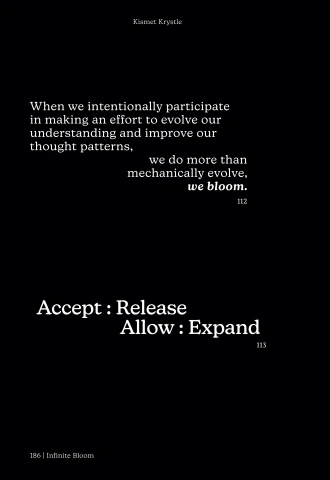 Kismet Krystle
When we intentionally participate
in making an effort to evolve our
understanding and improve our
thought patterns,
we do more than
mechanically evolve,
we bloom.
112
Accept : Release
Allow : Expand
113
186 | Infinite Bloom